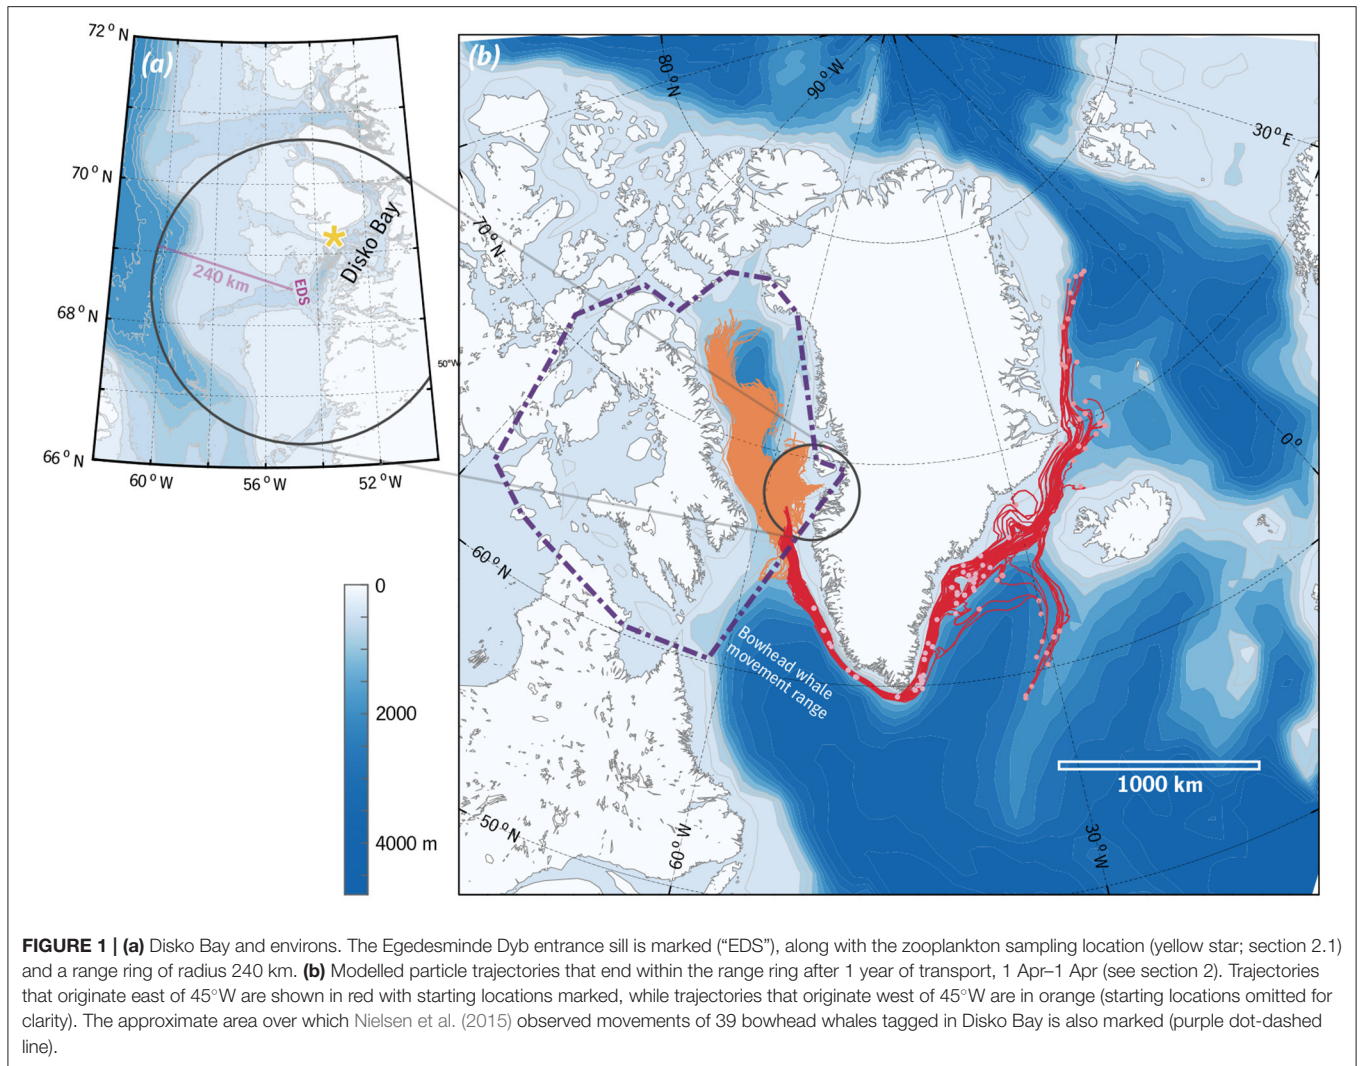 72° N
(a)
70° N
68° N
66° N
60° W
56° W
52° W
50°W
240 km
EDS
Disko Bay
0
2000
4000 m
(b)
80° N
90° W
30° E
70° N
0°
60° N
50° N
60° W
30° W
Bowhead whale
movement range
1000 km
FIGURE 1 | (a) Disko Bay and environs. The Egedesminde Dyb entrance sill is marked (“EDS”), along with the zooplankton sampling location (yellow star; section 2.1)
and a range ring of radius 240 km. (b) Modelled particle trajectories that end within the range ring after 1 year of transport, 1 Apr–1 Apr (see section 2). Trajectories
that originate east of 45°W are shown in red with starting locations marked, while trajectories that originate west of 45°W are in orange (starting locations omitted for
clarity). The approximate area over which Nielsen et al. (2015) observed movements of 39 bowhead whales tagged in Disko Bay is also marked (purple dot-dashed
line).